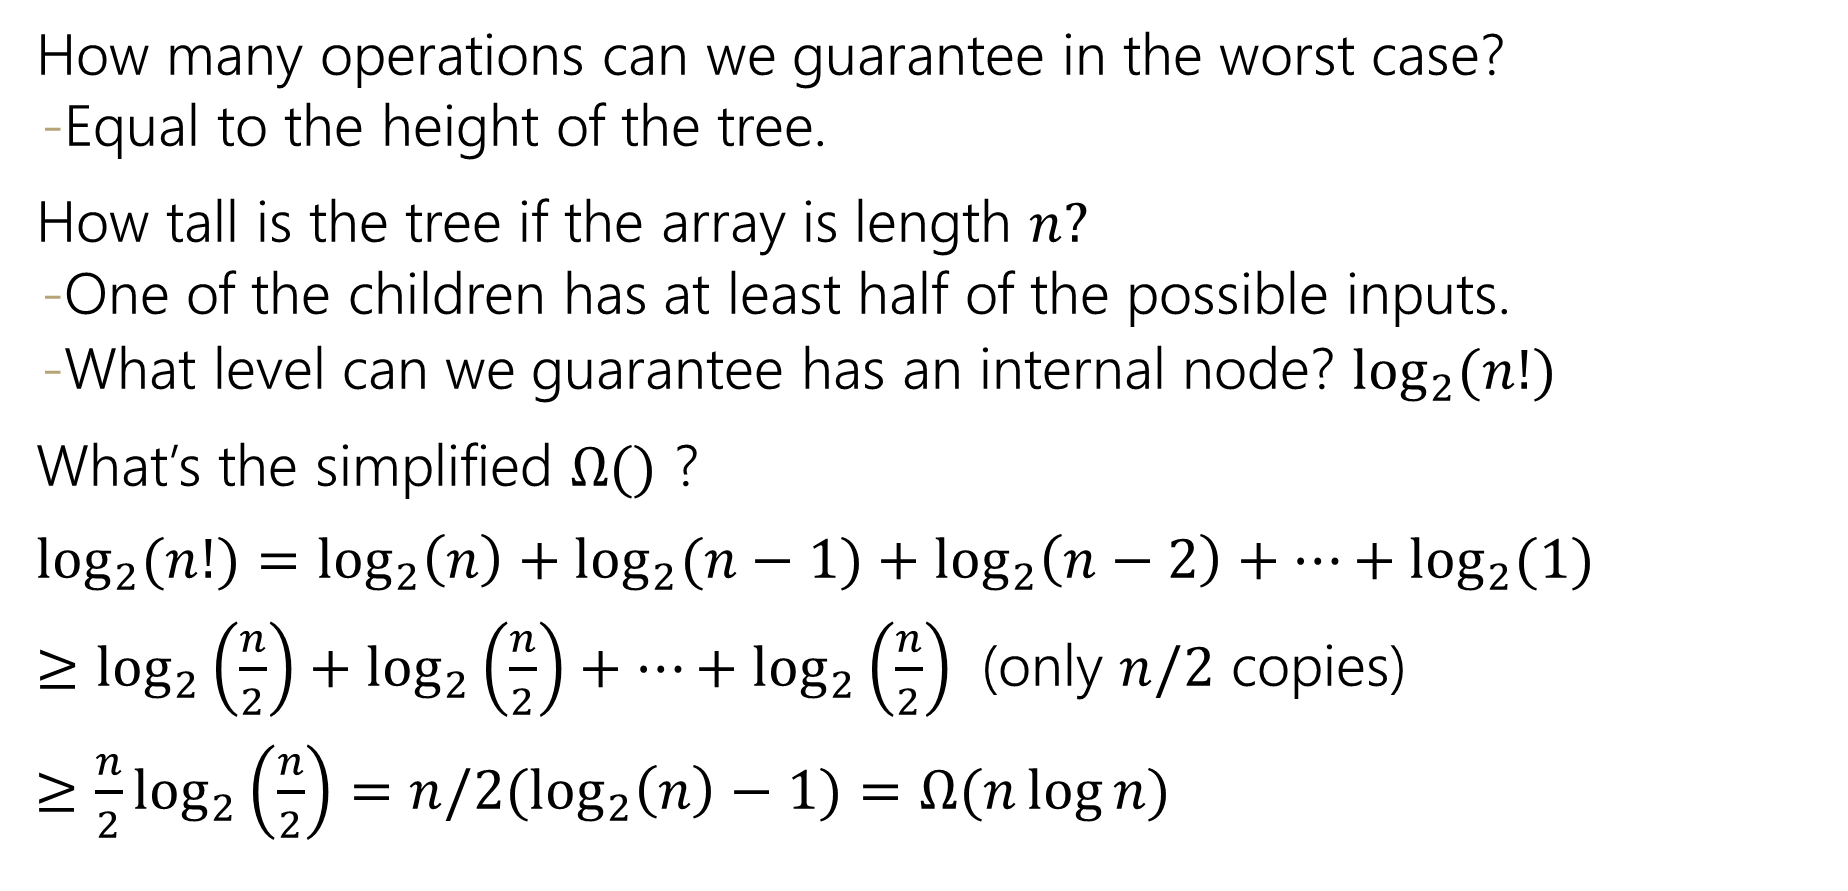 How many operations can we guarantee in the worst case?
-Equal to the height of the tree.
How tall is the tree if the array is length n?
-One of the children has at least half of the possible inputs.
-What level can we guarantee has an internal node? log₂(n!)
What’s the simplified Ω() ?
log₂(n!) = log₂(n) + log₂(n − 1) + log₂(n − 2) + ⋯ + log₂(1)
≥ log₂(n/2) + log₂(n/2) + ⋯ + log₂(n/2) (only n/2 copies)
≥ n/2 log₂(n/2) = n/2(log₂(n) − 1) = Ω(n log n)